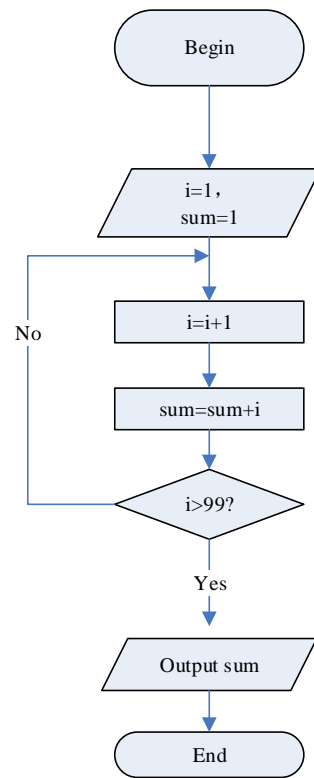 Begin
i=1，
sum=1
No
i=i+1
sum=sum+i
i>99?
Yes
Output sum
End